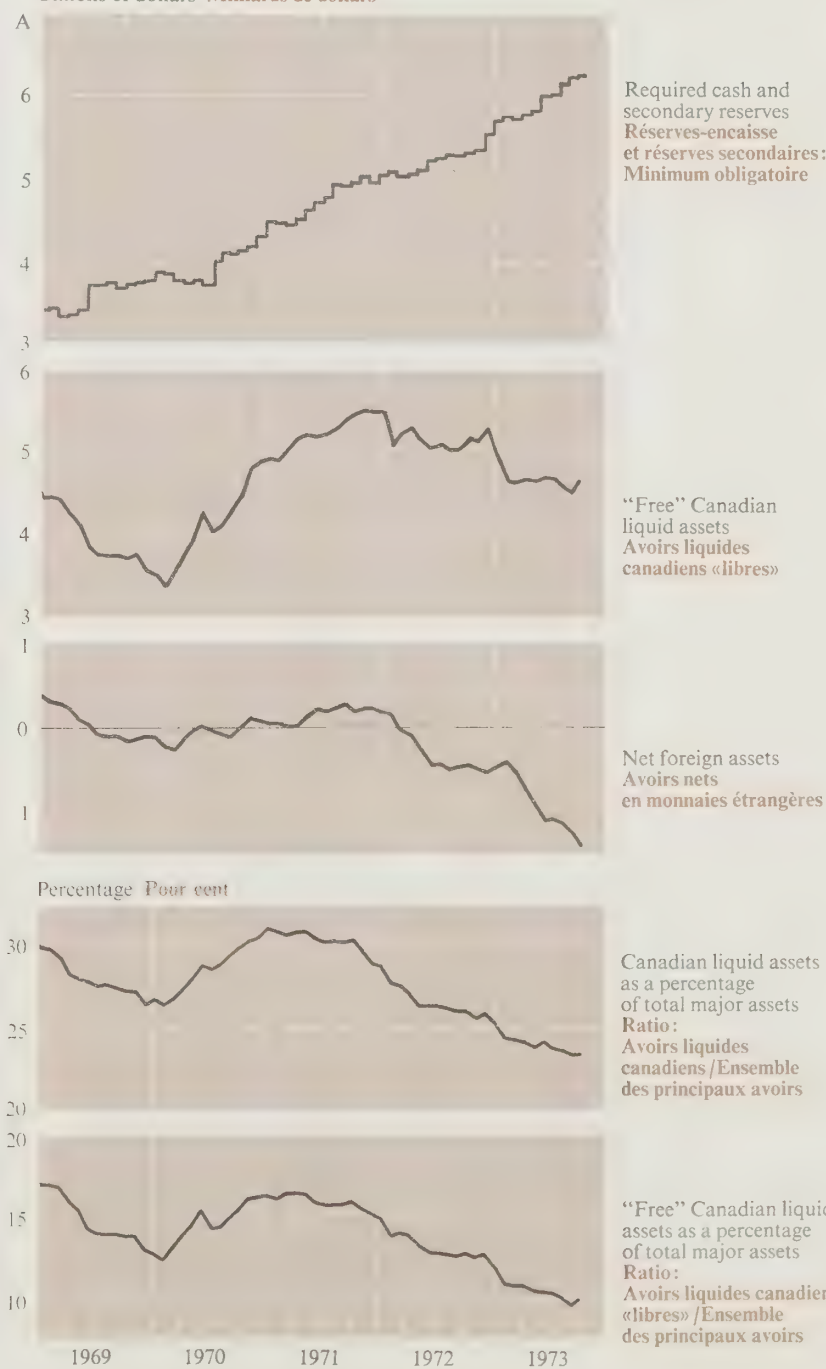 A
6
5
4
3
Required cash and
secondary reserves
Réserves-encaisse
et réserves secondaires:
Minimum obligatoire
6
5
4
3
"Free" Canadian
liquid assets
Avoirs liquides
canadiens «libres»
1
0
1
Net foreign assets
Avoirs nets
en monnaies étrangères
Percentage Pour cent
30
25
20
Canadian liquid assets
as a percentage
of total major assets
Ratio:
Avoirs liquides
canadiens/Ensemble
des principaux avoirs
20
15
10
"Free" Canadian
assets as a percentage
of total major assets
Ratio:
Avoirs liquides
«libres»/Ensemble
des principaux avoirs
1969 1970 1971 1972 1973